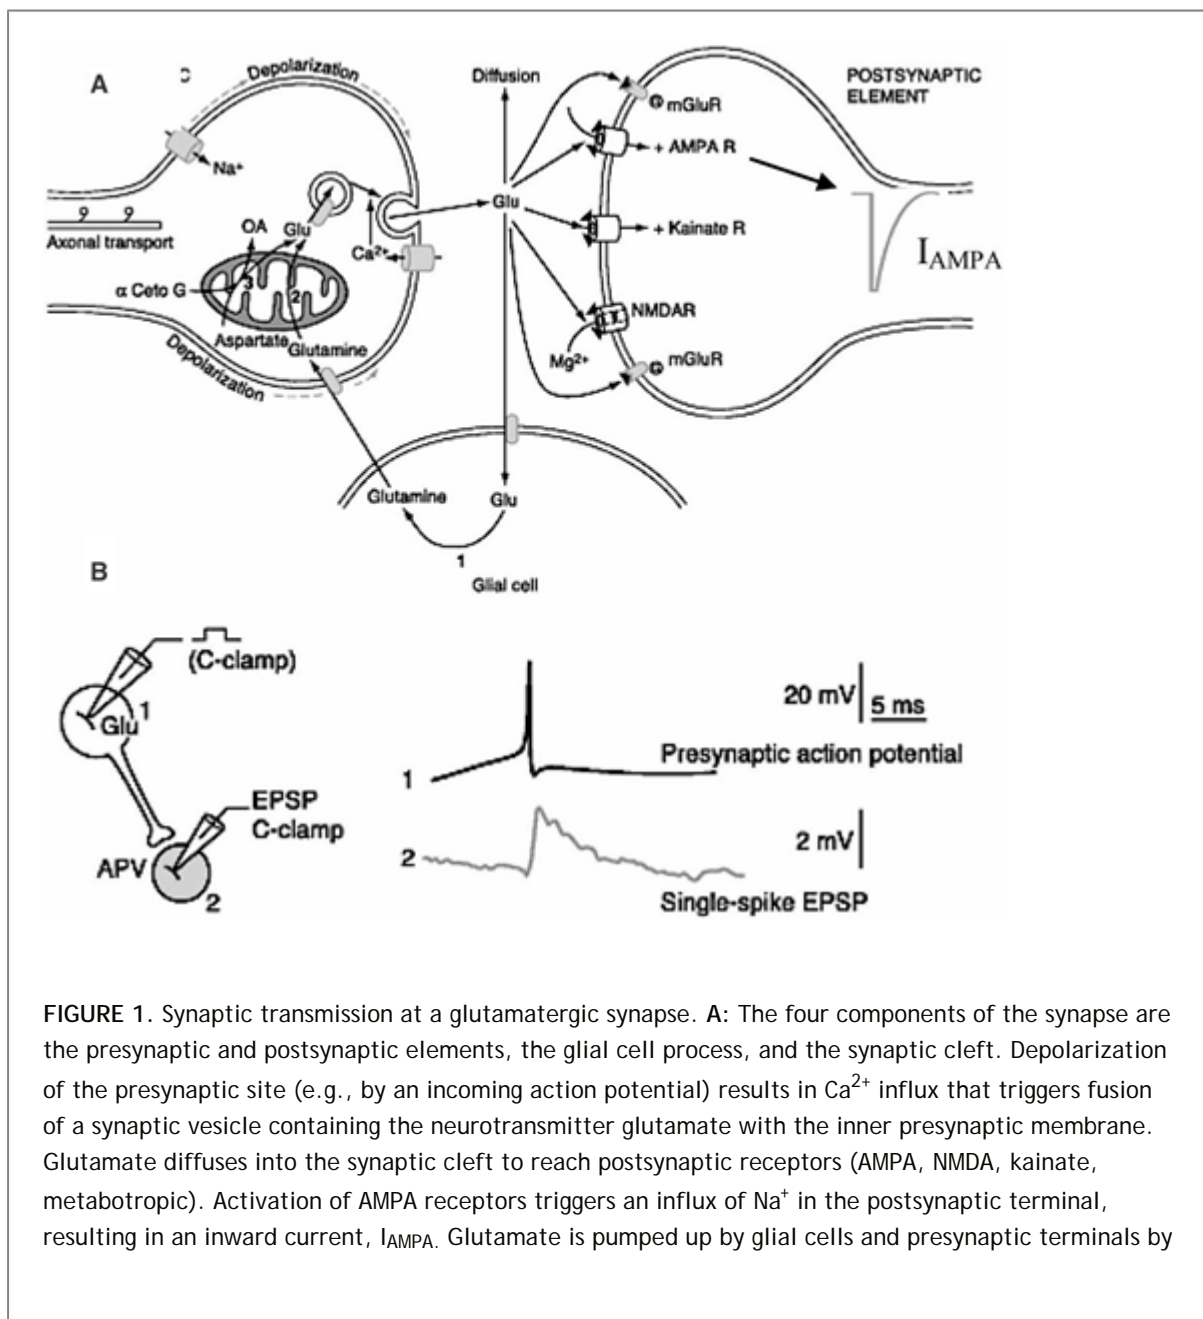 A
Depolarization
Na+
Axonal transport
OA
Glu
Ca2+
α Ceto G
3
2
Aspartate
Glutamine
Depolarization
Diffusion
Glu
mGluR
+ AMPA R
+ Kainate R
NMDAR
Mg2+
mGluR
POSTSYNAPTIC
ELEMENT
IAMPA
Glutamine
Glu
1
Glial cell
B
(C-clamp)
Glu
1
EPSP
C-clamp
APV
2
20 mV
5 ms
Presynaptic action potential
1
2
2 mV
Single-spike EPSP
FIGURE 1. Synaptic transmission at a glutamatergic synapse. A: The four components of the synapse are
the presynaptic and postsynaptic elements, the glial cell process, and the synaptic cleft. Depolarization
of the presynaptic site (e.g., by an incoming action potential) results in Ca2+ influx that triggers fusion
of a synaptic vesicle containing the neurotransmitter glutamate with the inner presynaptic membrane.
Glutamate diffuses into the synaptic cleft to reach postsynaptic receptors (AMPA, NMDA, kainate,
metabotropic). Activation of AMPA receptors triggers an influx of Na+ in the postsynaptic terminal,
resulting in an inward current, IAMPA. Glutamate is pumped up by glial cells and presynaptic terminals by